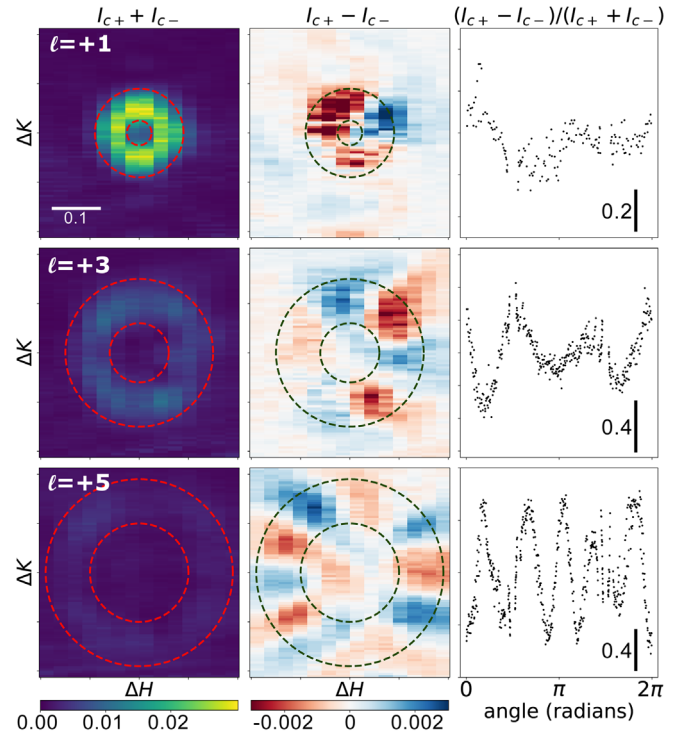 I_{c+} + I_{c−} I_{c+} − I_{c−} (I_{c+} − I_{c−})/(I_{c+} + I_{c−})
ℓ=+1
ΔK
0.1
0.2
ℓ=+3
ΔK
0.4
ℓ=+5
ΔK
0.4
ΔH ΔH 0 π 2π
angle (radians)
0.00 0.01 0.02 -0.002 0 0.002